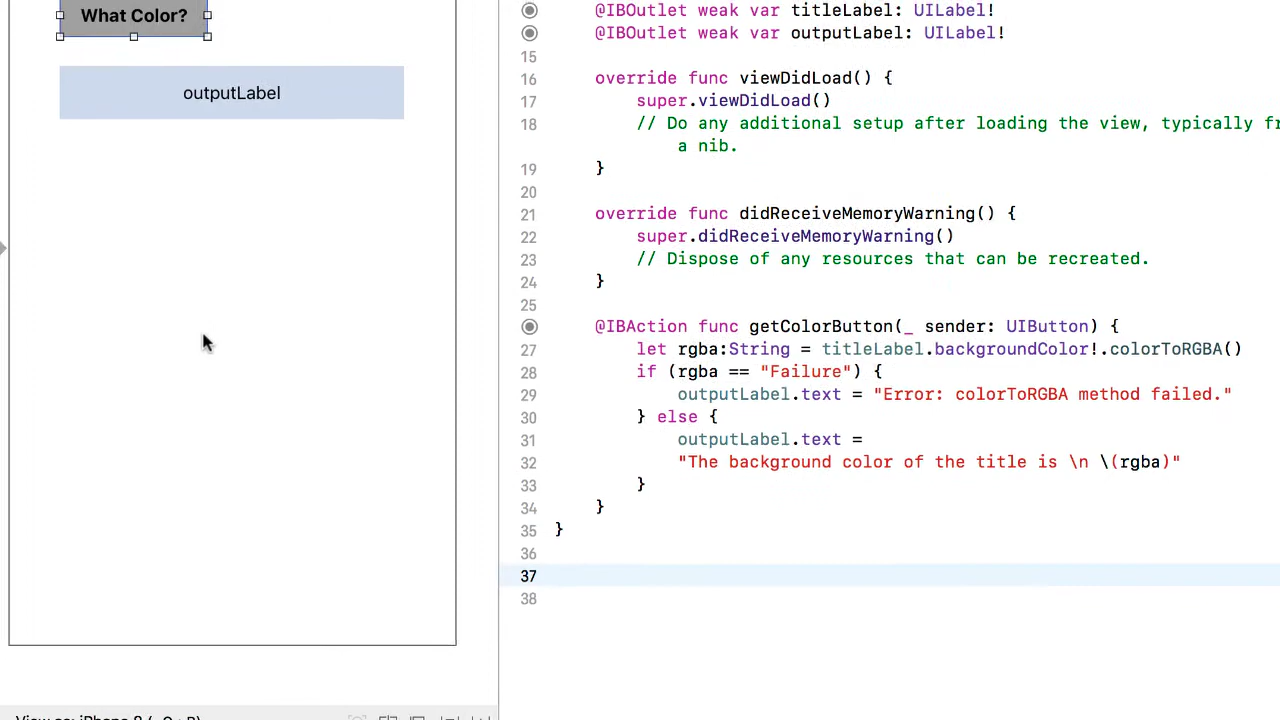 What Color?
outputLabel
@IBOutlet weak var titleLabel: UILabel!
@IBOutlet weak var outputLabel: UILabel!
15
16 override func viewDidLoad() {
17 super.viewDidLoad()
18 // Do any additional setup after loading the view, typically fr
a nib.
19 }
20
21 override func didReceiveMemoryWarning() {
22 super.didReceiveMemoryWarning()
23 // Dispose of any resources that can be recreated.
24 }
25
@IBAction func getColorButton(_ sender: UIButton) {
27 let rgba:String = titleLabel.backgroundColor!.colorToRGBA()
28 if (rgba == "Failure") {
29 outputLabel.text = "Error: colorToRGBA method failed."
30 } else {
31 outputLabel.text =
32 "The background color of the title is \n \(rgba)"
33 }
34 }
35 }
36
37
38
View as: iPhone 8